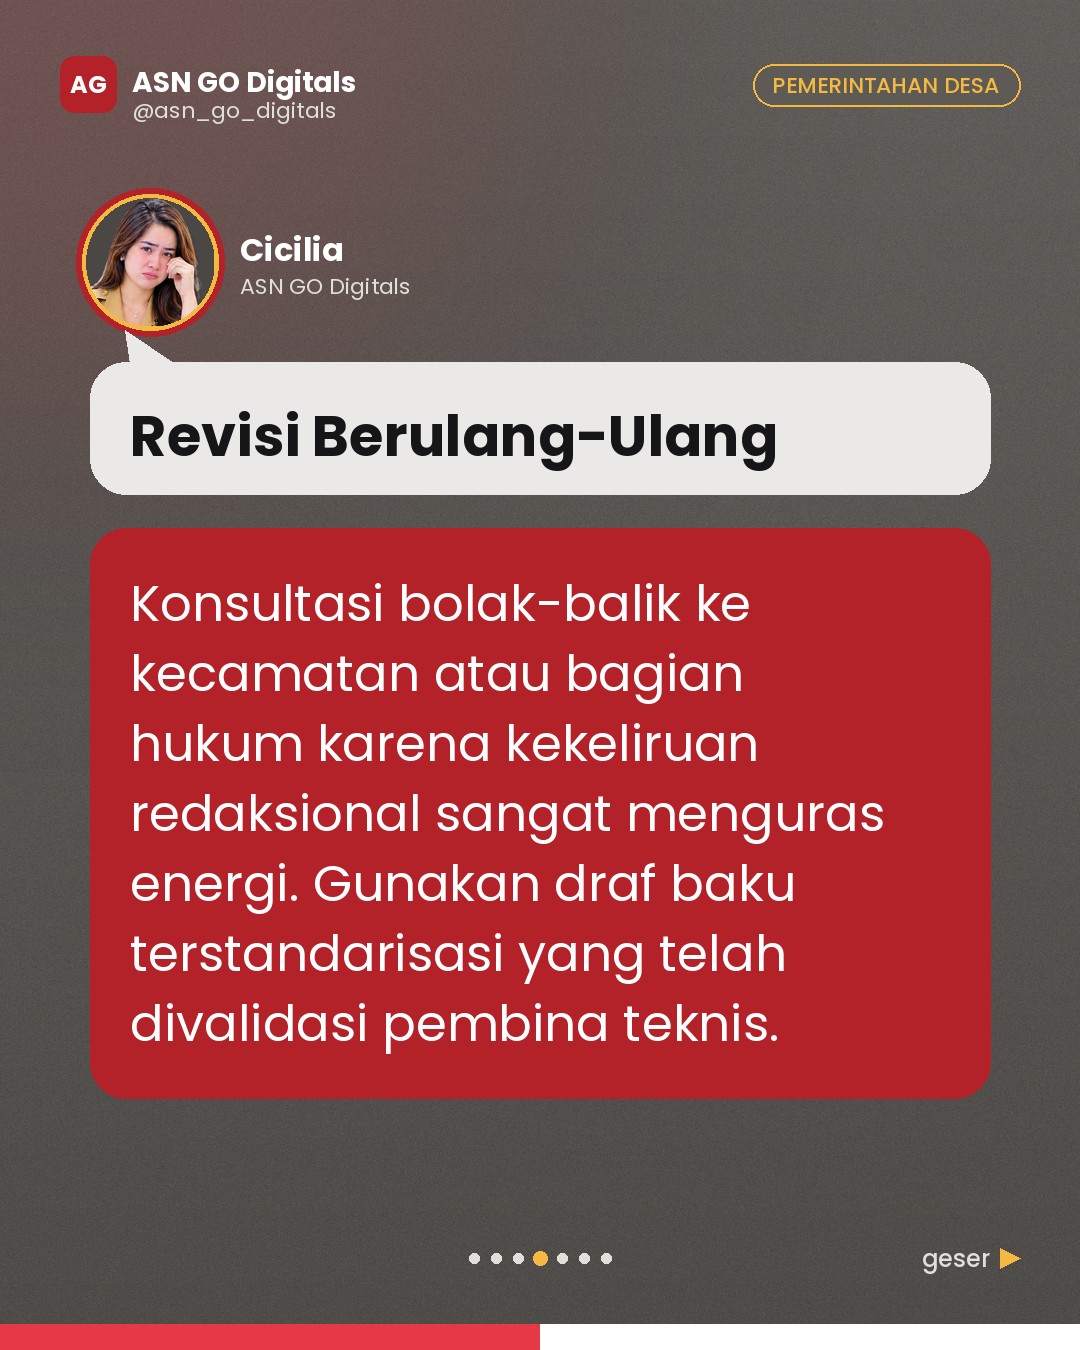 AG
ASN GO Digitals
@asn_go_digitals
PEMERINTAHAN DESA
Cicilia
ASN GO Digitals
Revisi Berulang-Ulang
Konsultasi bolak-balik ke
kecamatan atau bagian
hukum karena kekeliruan
redaksional sangat menguras
energi. Gunakan draf baku
terstandarisasi yang telah
divalidasi pembina teknis.
geser